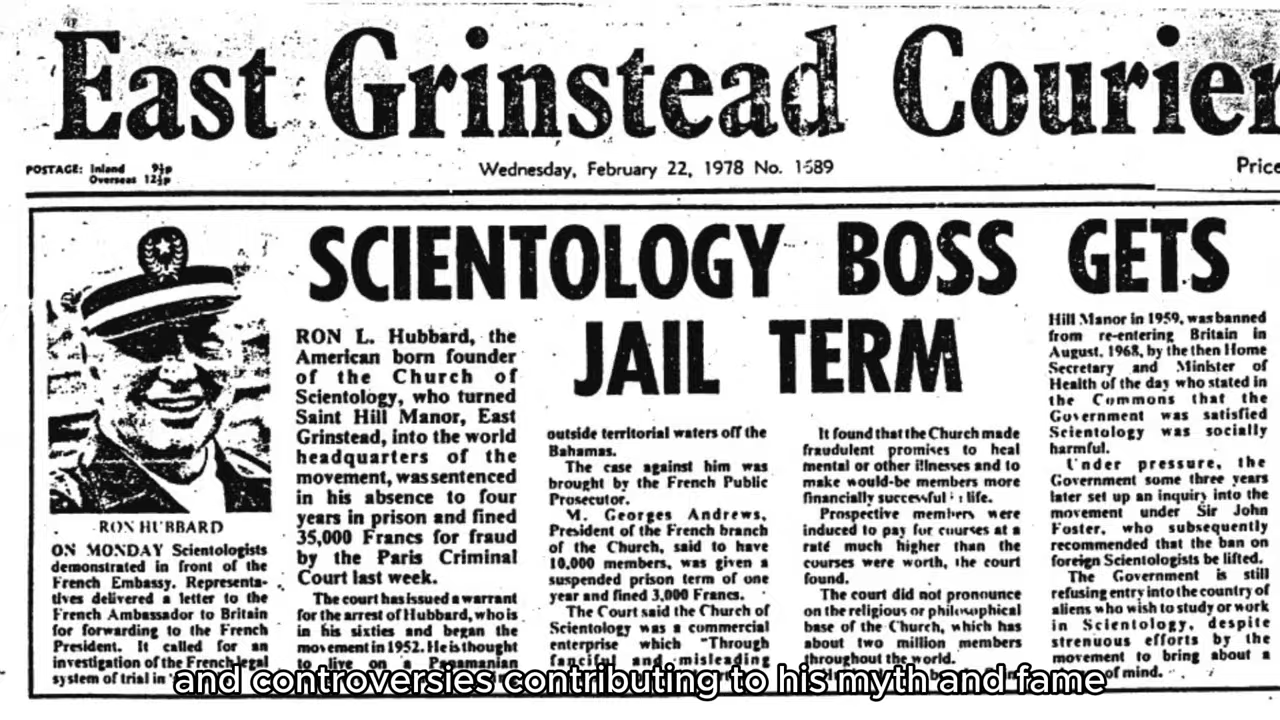 East Grinstead Courier
POSTAGE: Inland 9½p
Overseas 12½p
Wednesday, February 22, 1978 No. 1589
Price
SCIENTOLOGY BOSS GETS
JAIL TERM
RON HUBBARD
ON MONDAY Scientologists
demonstrated in front of the
French Embassy. Representa-
tives delivered a letter to the
French Ambassador to Britain
for forwarding to the French
President. It called for an
investigation of the French legal
system of trial in
RON L. Hubbard, the
American born founder
of the Church of
Scientology, who turned
Saint Hill Manor, East
Grinstead, into the world
headquarters of the
movement, was sentenced
in his absence to four
years in prison and fined
35,000 Francs for fraud
by the Paris Criminal
Court last week.
The court has issued a warrant
for the arrest of Hubbard, who is
in his sixties and began the
movement in 1952. He is thought
to live on a Panamanian
outside territorial waters off the
Bahamas.
The case against him was
brought by the French Public
Prosecutor.
M. Georges Andrews,
President of the French branch
of the Church, said to have
10,000 members, was given a
suspended prison term of one
year and fined 3,000 Francs.
The Court said the Church of
Scientology was a commercial
enterprise which "Through
fanciful and misleading
It found that the Church made
fraudulent promises to heal
mental or other illnesses and to
make would-be members more
financially successful life.
Prospective members were
induced to pay for courses at a
rate much higher than the
courses were worth, the court
found.
The court did not pronounce
on the religious or philosophical
base of the Church, which has
about two million members
throughout the world.
Hill Manor in 1959, was banned
from re-entering Britain in
August, 1968, by the then Home
Secretary and Minister of
Health of the day who stated in
the Commons that the
Government was satisfied
Scientology was socially
harmful.
Under pressure, the
Government some three years
later set up an inquiry into the
movement under Sir John
Foster, who subsequently
recommended that the ban on
foreign Scientologists be lifted.
The Government is still
refusing entry into the country of
aliens who wish to study or work
in Scientology, despite
strenuous efforts by the
movement to bring about a
of mind.
and controversies contributing to his myth and fame